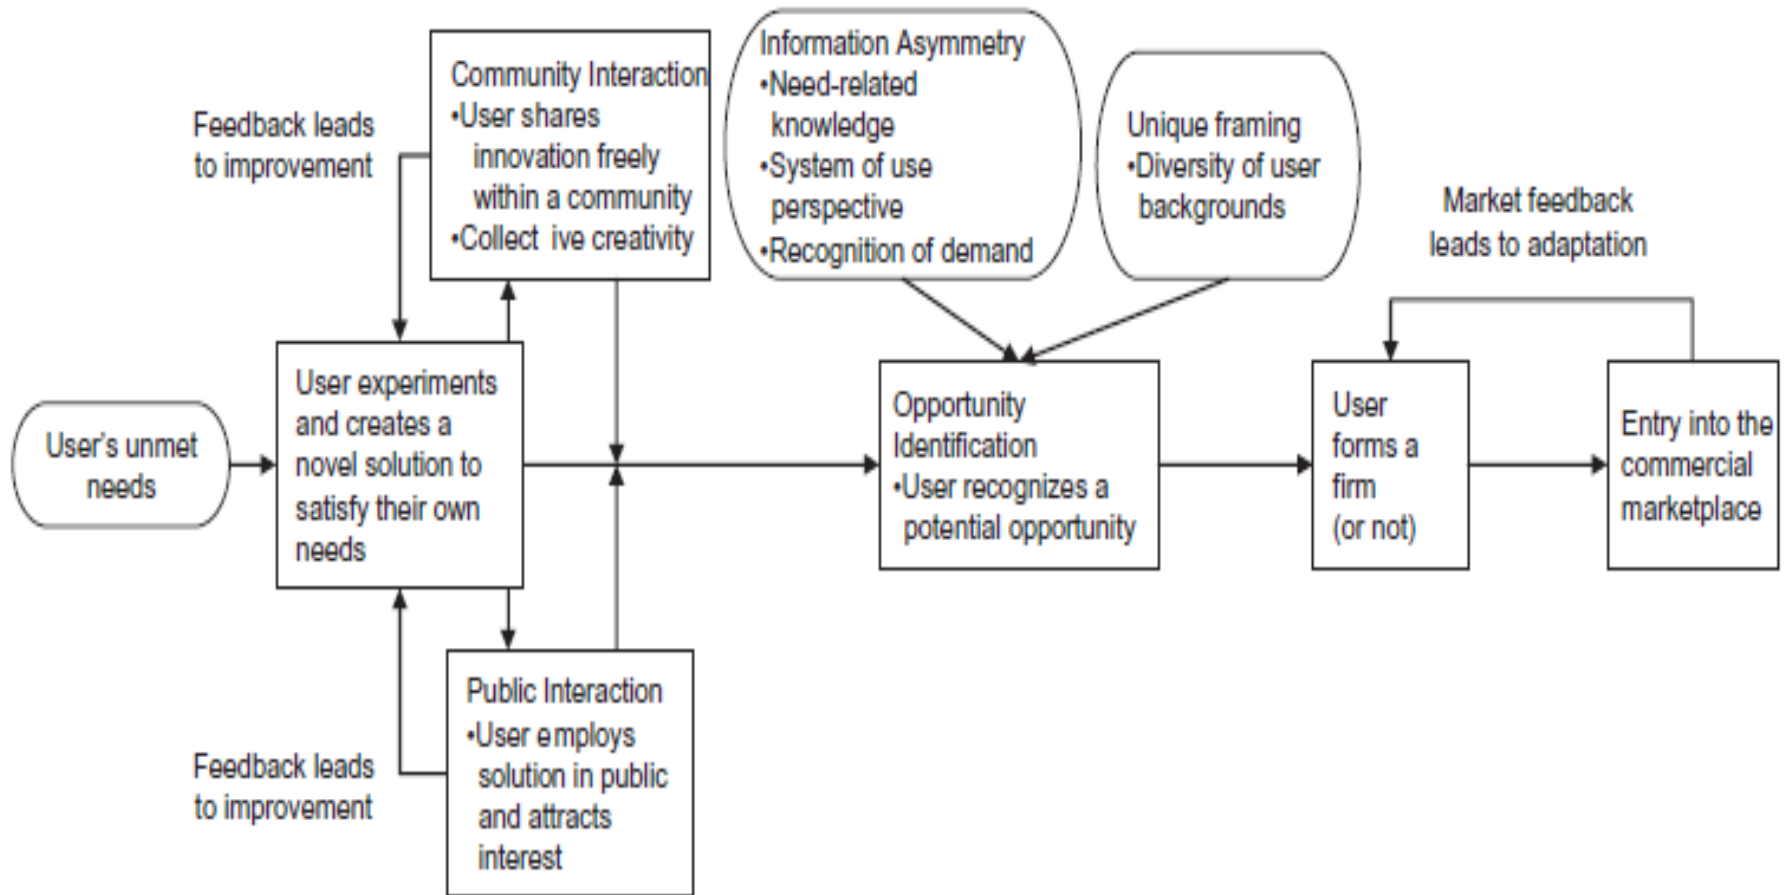 Community Interaction
•User shares
innovation freely
within a community
•Collect ive creativity
Feedback leads
to improvement
Information Asymmetry
•Need-related
knowledge
•System of use
perspective
•Recognition of demand
Unique framing
•Diversity of user
backgrounds
Market feedback
leads to adaptation
User's unmet
needs
User experiments
and creates a
novel solution to
satisfy their own
needs
Opportunity
Identification
•User recognizes a
potential opportunity
User
forms a
firm
(or not)
Entry into the
commercial
marketplace
Public Interaction
•User employs
solution in public
and attracts
interest
Feedback leads
to improvement